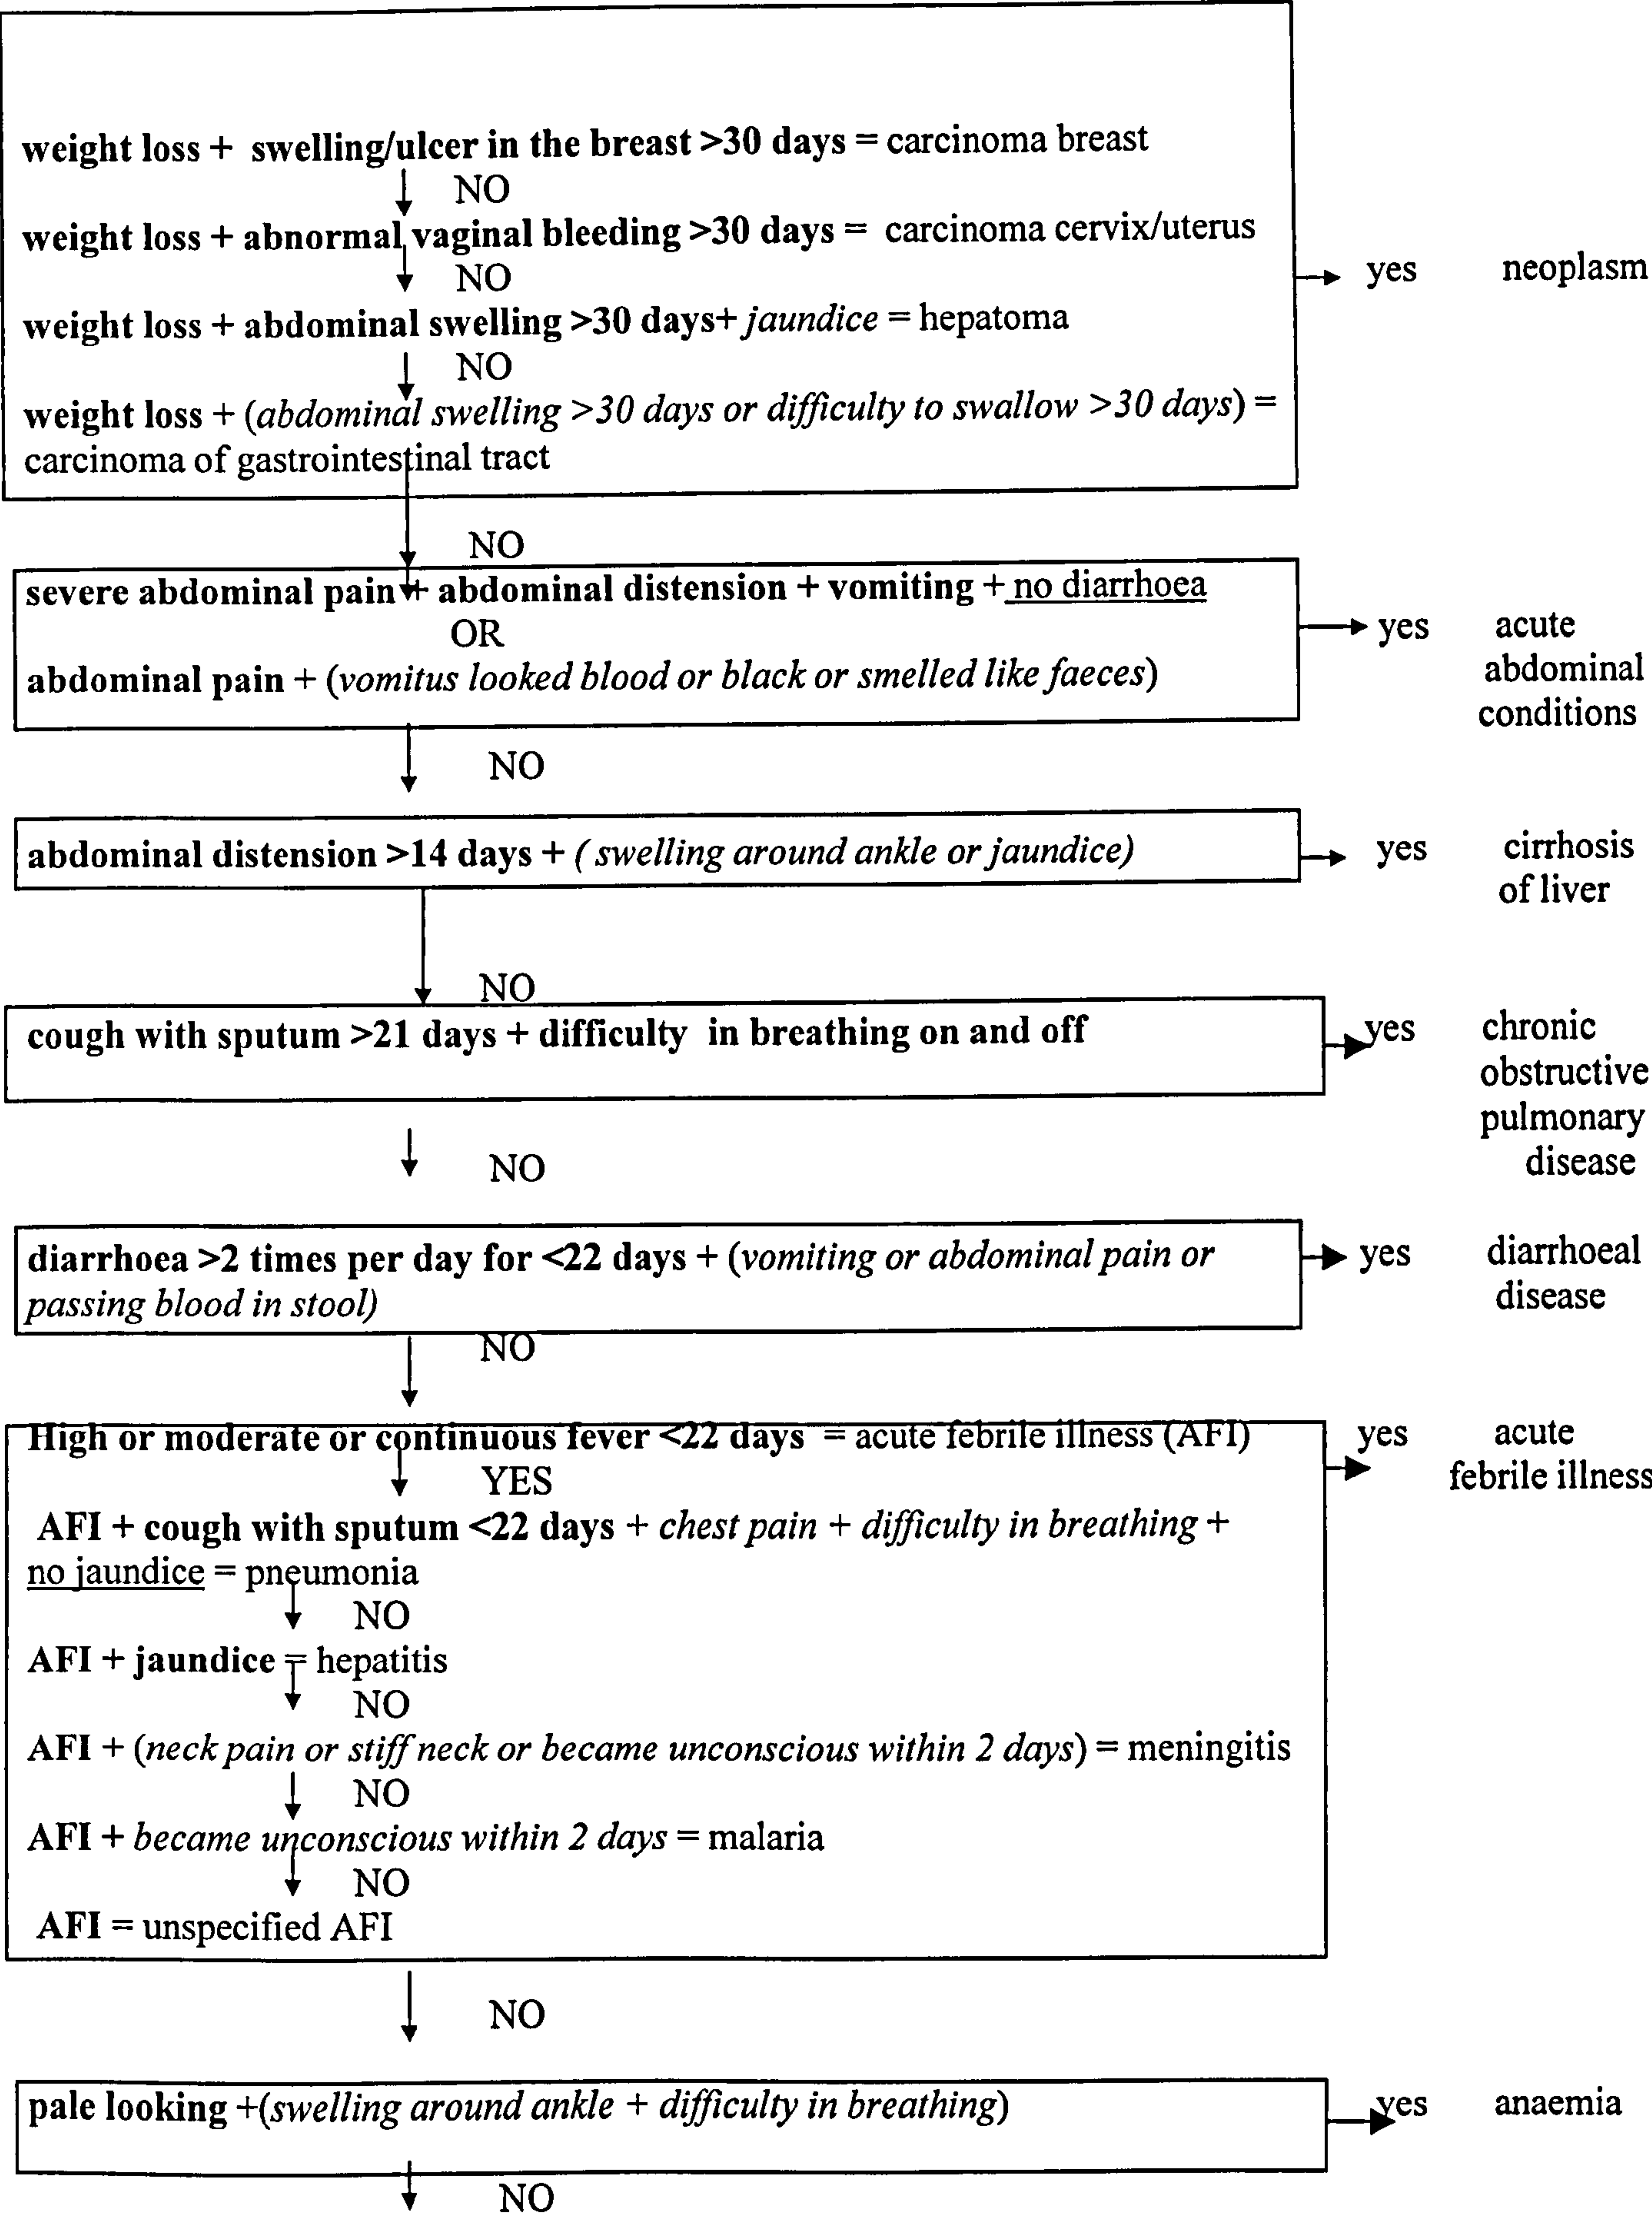 weight loss + swelling/ulcer in the breast >30 days = carcinoma breast
NO
weight loss + abnormal vaginal bleeding >30 days = carcinoma cervix/uterus
NO
yes neoplasm
weight loss + abdominal swelling >30 days+ jaundice = hepatoma
NO
weight loss + (abdominal swelling >30 days or difficulty to swallow >30 days) =
carcinoma of gastrointestinal tract
NO
severe abdominal pain + abdominal distension + vomiting + no diarrhoea
OR
abdominal pain + (vomitus looked blood or black or smelled like faeces)
yes acute
abdominal
conditions
NO
abdominal distension >14 days + ( swelling around ankle or jaundice)
yes cirrhosis
of liver
NO
cough with sputum >21 days + difficulty in breathing on and off
yes chronic
obstructive
pulmonary
disease
NO
diarrhoea >2 times per day for <22 days + (vomiting or abdominal pain or
passing blood in stool)
yes diarrhoeal
disease
NO
High or moderate or continuous fever <22 days = acute febrile illness (AFI)
yes acute
febrile illness
YES
AFI + cough with sputum <22 days + chest pain + difficulty in breathing +
no jaundice = pneumonia
NO
AFI + jaundice = hepatitis
NO
AFI + (neck pain or stiff neck or became unconscious within 2 days) = meningitis
NO
AFI + became unconscious within 2 days = malaria
NO
AFI = unspecified AFI
NO
pale looking +(swelling around ankle + difficulty in breathing)
yes anaemia
NO